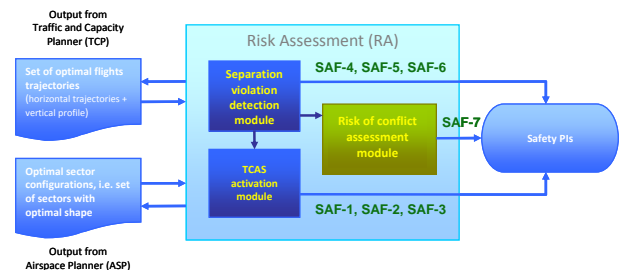 Output from
Traffic and Capacity
Planner (TCP)
Set of optimal flights
trajectories
(horizontal trajectories +
vertical profile)
Risk Assessment (RA)
Separation
violation
detection
module
SAF-4, SAF-5, SAF-6
Risk of conflict
assessment
module
SAF-7
Safety PIs
Optimal sector
configurations, i.e. set
of sectors with
optimal shape
TCAS
activation
module
SAF-1, SAF-2, SAF-3
Output from
Airspace Planner (ASP)